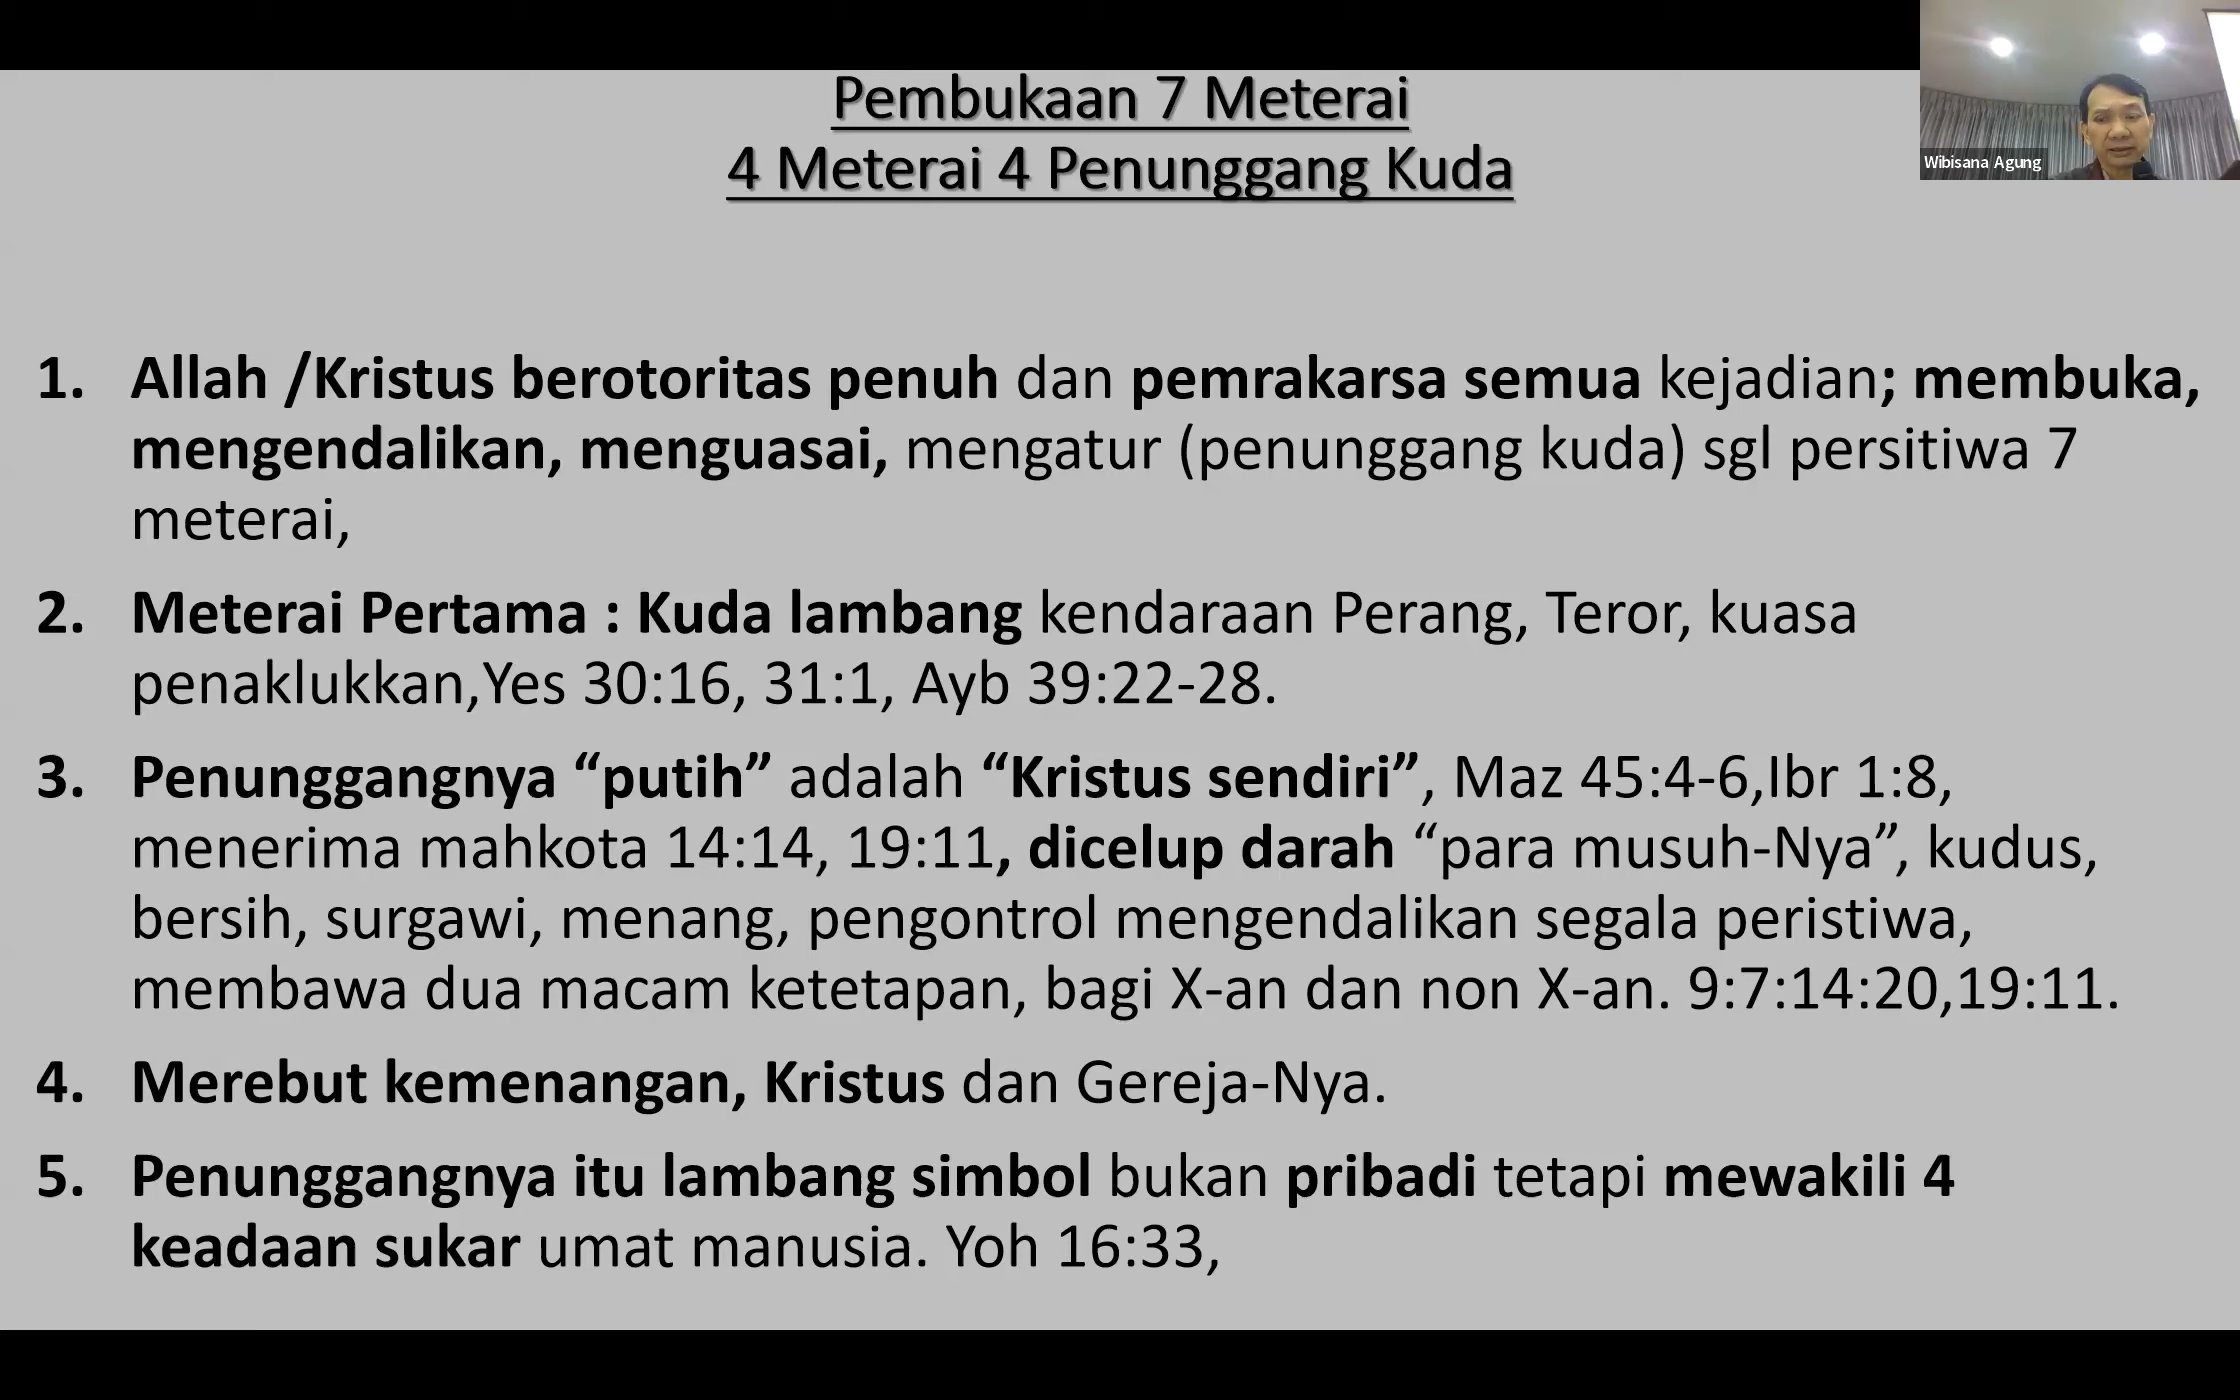 Pembukaan 7 Meterai
4 Meterai 4 Penunggang Kuda
Wibisana Agung
1. Allah /Kristus berotoritas penuh dan pemrakarsa semua kejadian; membuka,
mengendalikan, menguasai, mengatur (penunggang kuda) sgl persitiwa 7
meterai,
2. Meterai Pertama : Kuda lambang kendaraan Perang, Teror, kuasa
penaklukkan,Yes 30:16, 31:1, Ayb 39:22-28.
3. Penunggangnya “putih” adalah “Kristus sendiri”, Maz 45:4-6,Ibr 1:8,
menerima mahkota 14:14, 19:11, dicelup darah “para musuh-Nya”, kudus,
bersih, surgawi, menang, pengontrol mengendalikan segala peristiwa,
membawa dua macam ketetapan, bagi X-an dan non X-an. 9:7:14:20,19:11.
4. Merebut kemenangan, Kristus dan Gereja-Nya.
5. Penunggangnya itu lambang simbol bukan pribadi tetapi mewakili 4
keadaan sukar umat manusia. Yoh 16:33,